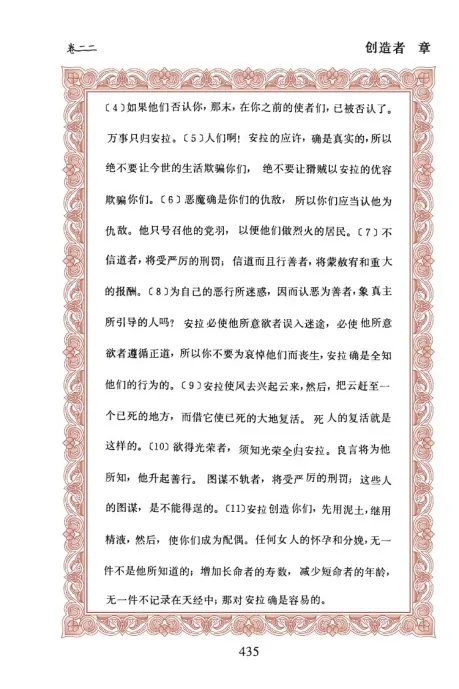 卷二二
创造者 章
〔4〕如果他们否认你，那末，在你之前的使者们，已被否认了。
万事只归安拉。〔5〕人们啊！安拉的应许，确是真实的，所以
绝不要让今世的生活欺骗你们，绝不要让猾贼以安拉的优容
欺骗你们。〔6〕恶魔确是你们的仇敌，所以你们应当认他为
仇敌。他只号召他的党羽，以便他们做烈火的居民。〔7〕不
信道者，将受严厉的刑罚；信道而且行善者，将蒙赦宥和重大
的报酬。〔8〕为自己的恶行所迷惑，因而认恶为善者，象真主
所引导的人吗？安拉必使他所意欲者误入迷途，必使他所意
欲者遵循正道，所以你不要为哀悼他们而丧生，安拉确是全知
他们的行为的。〔9〕安拉使风去兴起云来，然后，把云赶至一
个已死的地方，而借它使已死的大地复活。死人的复活就是
这样的。〔10〕欲得光荣者，须知光荣全归安拉。良言将为他
所知，他升起善行。图谋不轨者，将受严厉的刑罚；这些人
的图谋，是不能得逞的。〔11〕安拉创造你们，先用泥土，继用
精液，然后，使你们成为配偶。任何女人的怀孕和分娩，无一
件不是他所知道的；增加长命者的寿数，减少短命者的年龄，
无一件不记录在天经中；那对安拉确是容易的。
435